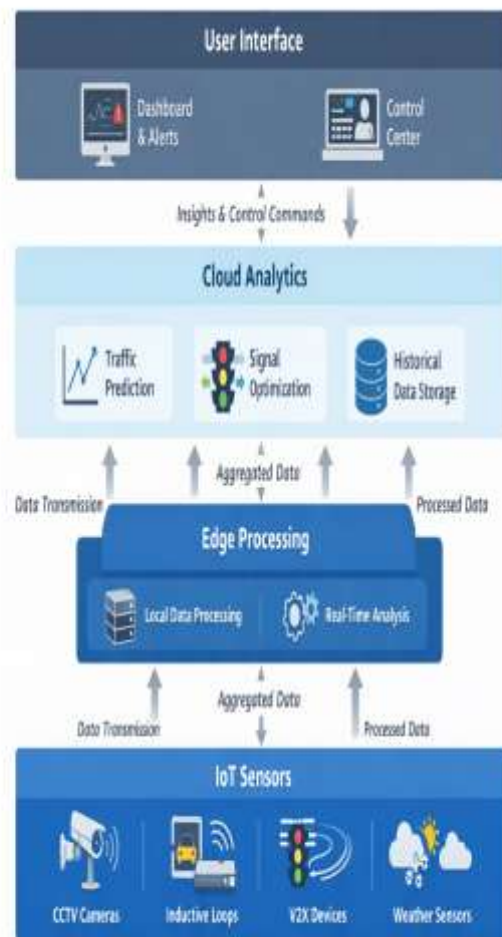 User Interface
Dashboard
& Alerts
Control
Center
Insights & Control Commands
Cloud Analytics
Traffic
Prediction
Signal
Optimization
Historical
Data Storage
Data Transmission
Aggregated Data
Processed Data
Edge Processing
Local Data Processing
Real-Time Analysis
Data Transmission
Aggregated Data
Processed Data
IoT Sensors
CCTV Cameras
Inductive Loops
V2X Devices
Weather Sensors